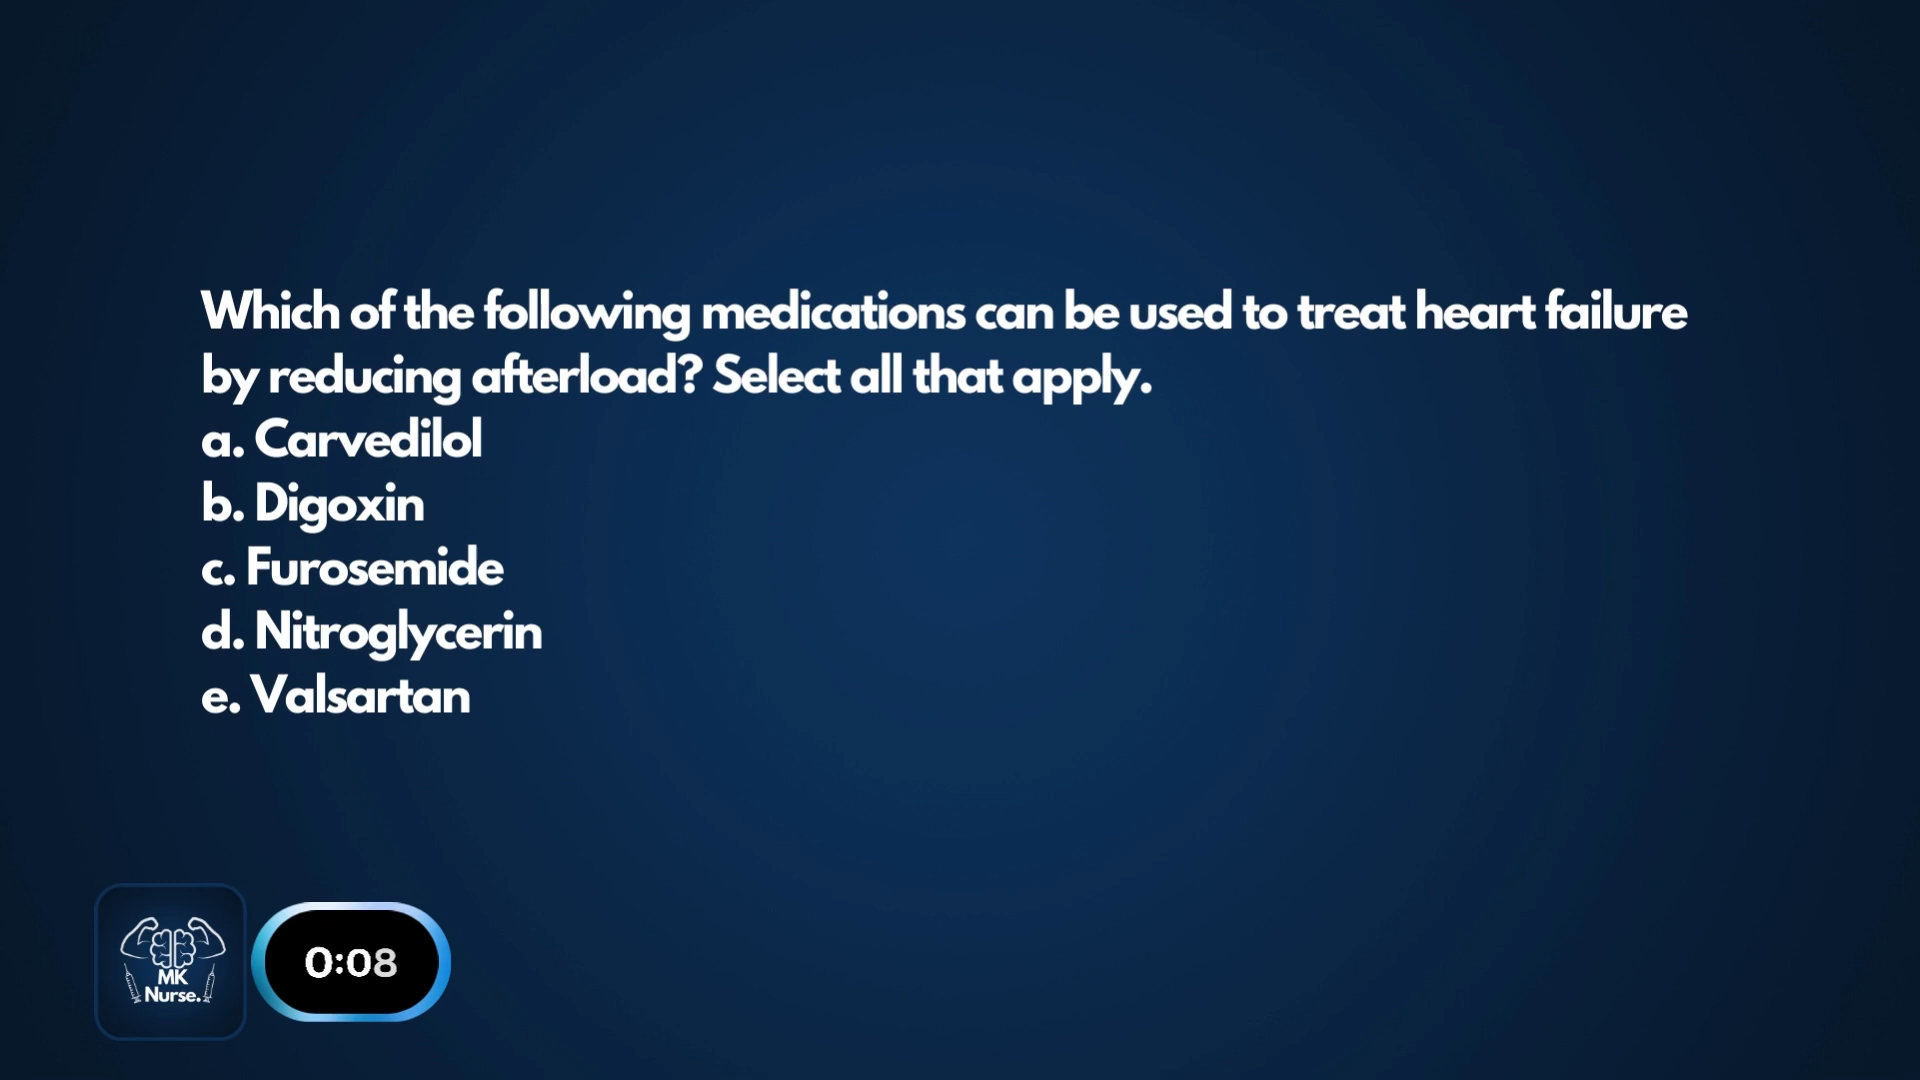 Which of the following medications can be used to treat heart failure
by reducing afterload? Select all that apply.
a. Carvedilol
b. Digoxin
c. Furosemide
d. Nitroglycerin
e. Valsartan
MK
Nurse.
0:08